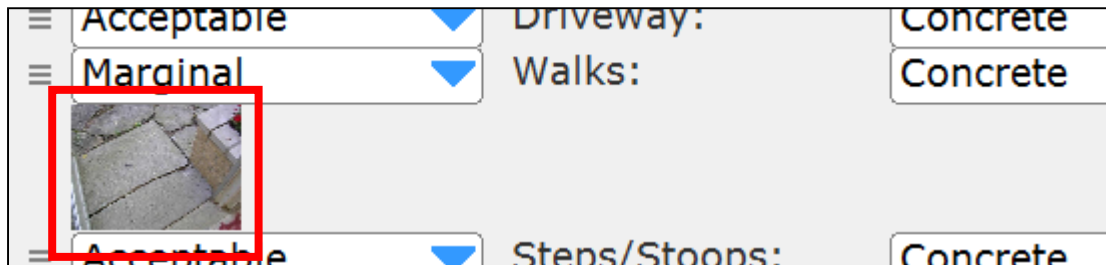 Acceptable Driveway: Concrete
Marginal Walks: Concrete
Acceptable Steps/Stoops: Concrete